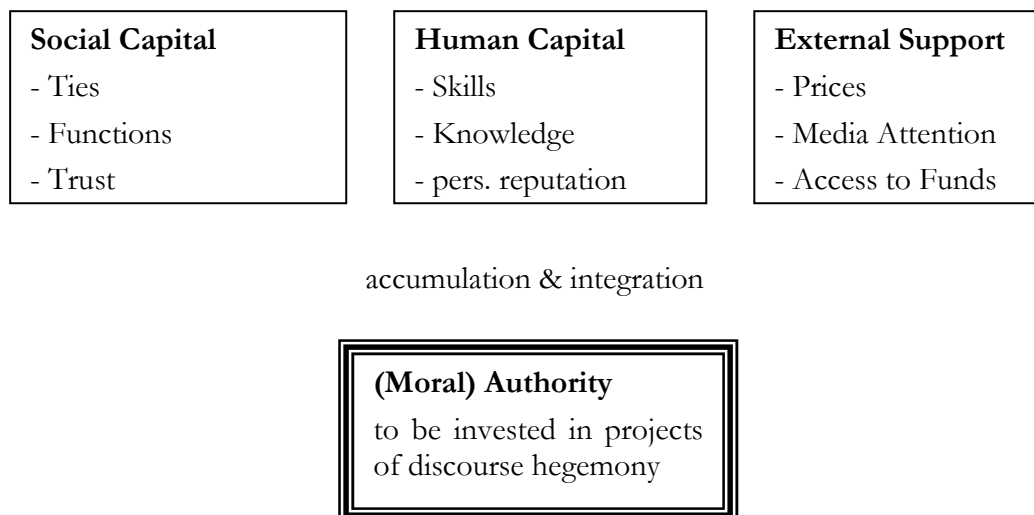 Social Capital
- Ties
- Functions
- Trust
Human Capital
- Skills
- Knowledge
- pers. reputation
External Support
- Prices
- Media Attention
- Access to Funds
accumulation & integration
(Moral) Authority
to be invested in projects
of discourse hegemony